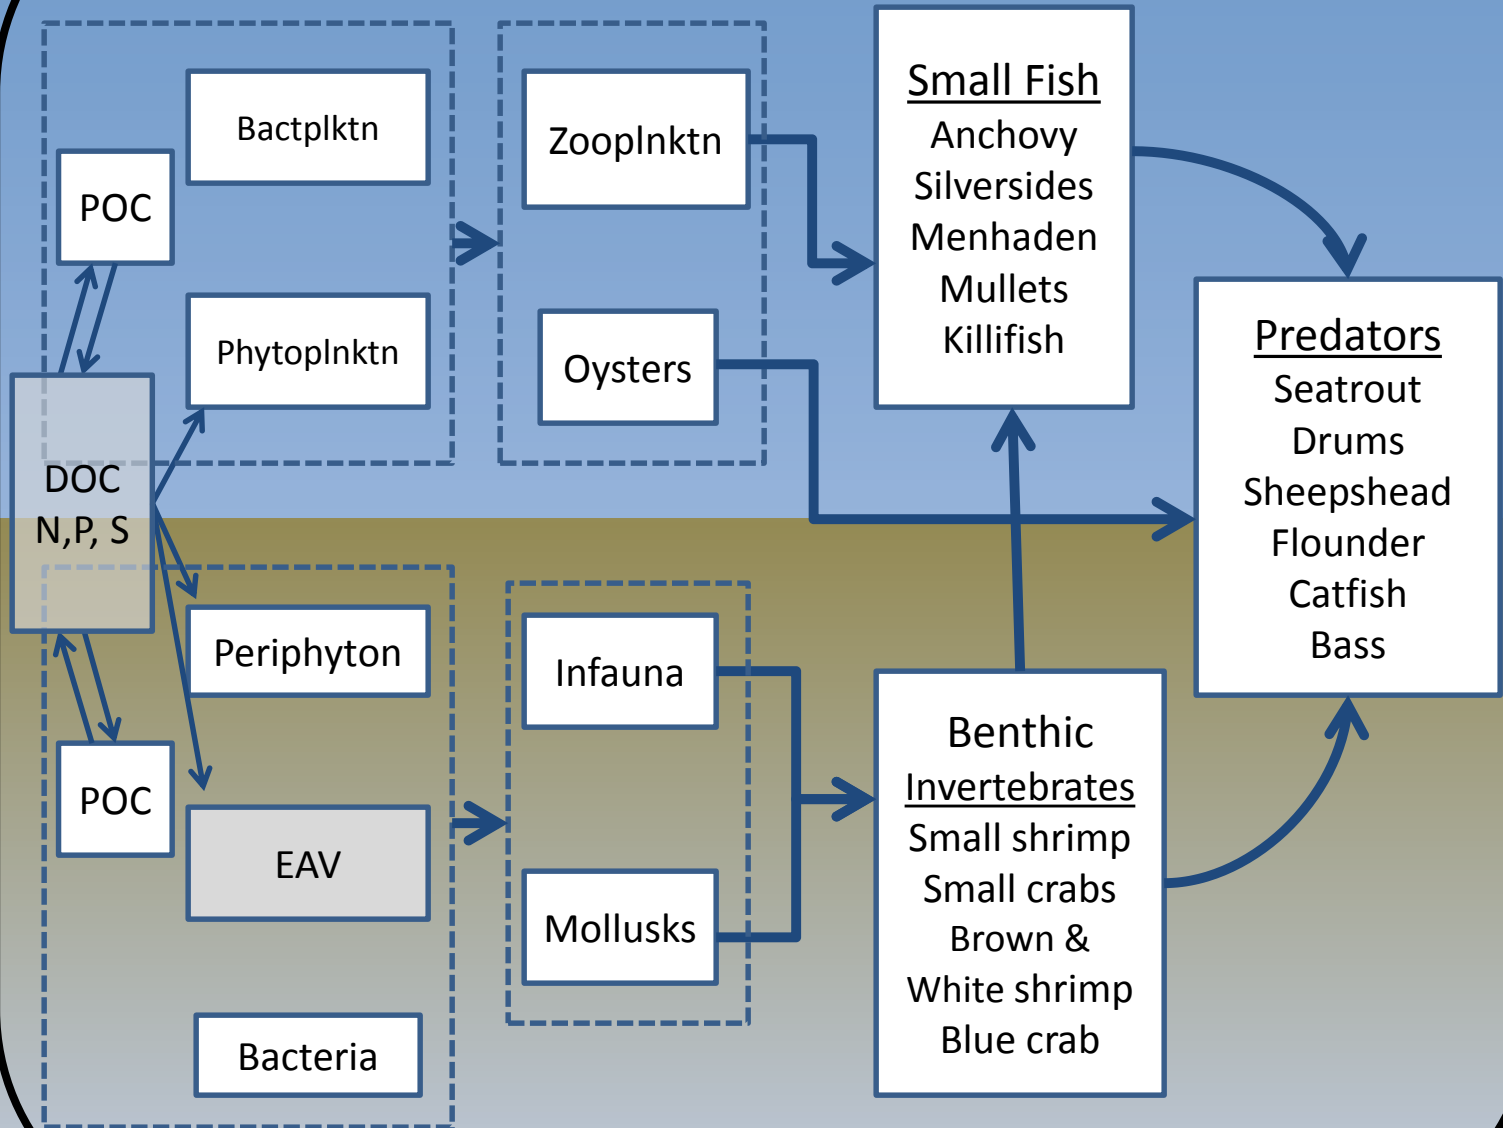 Bactplktn
POC
Phytoplnktn
DOC
N,P, S
Zooplnktn
Oysters
Small Fish
Anchovy
Silversides
Menhaden
Mullets
Killifish
Predators
Seatrout
Drums
Sheepshead
Flounder
Catfish
Bass
Periphyton
POC
EAV
Bacteria
Infauna
Mollusks
Benthic
Invertebrates
Small shrimp
Small crabs
Brown &
White shrimp
Blue crab